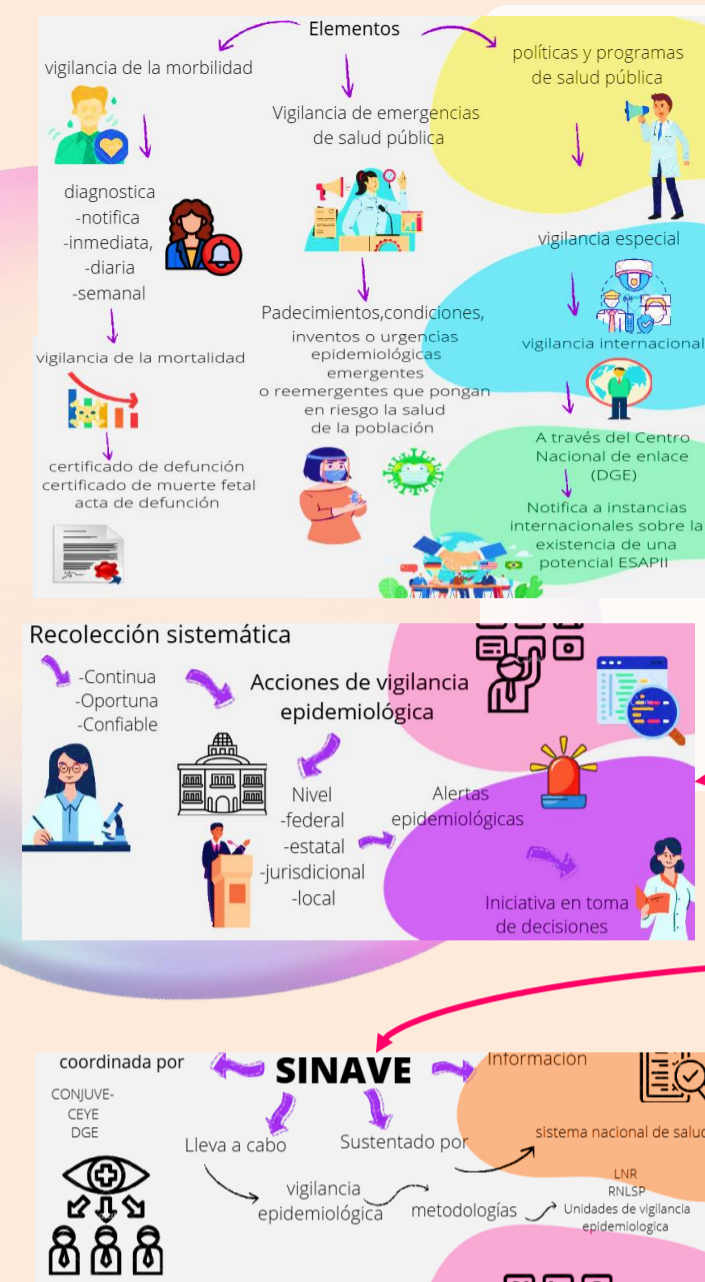 Elementos
vigilancia de la morbilidad
diagnostica
-notifica
-inmediata,
-diaria
-semanal
vigilancia de la mortalidad
certificado de defunción
certificado de muerte fetal
acta de defunción
Vigilancia de emergencias
de salud pública
Padecimientos,condiciones,
inventos o urgencias
epidemiológicas
emergentes
o reemergentes que pongan
en riesgo la salud
de la población
políticas y programas
de salud pública
vigilancia especial
vigilancia internacional
A través del Centro
Nacional de enlace
(DGE)
Notifica a instancias
internacionales sobre la
existencia de una
potencial ESAPII
Recolección sistemática
-Continua
-Oportuna
-Confiable
Acciones de vigilancia
epidemiológica
Nivel
-federal
-estatal
-jurisdicional
-local
Alertas
epidemiológicas
Iniciativa en toma
de decisiones
SINAVE
coordinada por
CONJUVE-
CEYE
DGE
Lleva a cabo
vigilancia
epidemiológica
metodologías
LNR
RNLSP
Unidades de vigilancia
epidemiologica
Sustentado por
sistema nacional de salud
Información